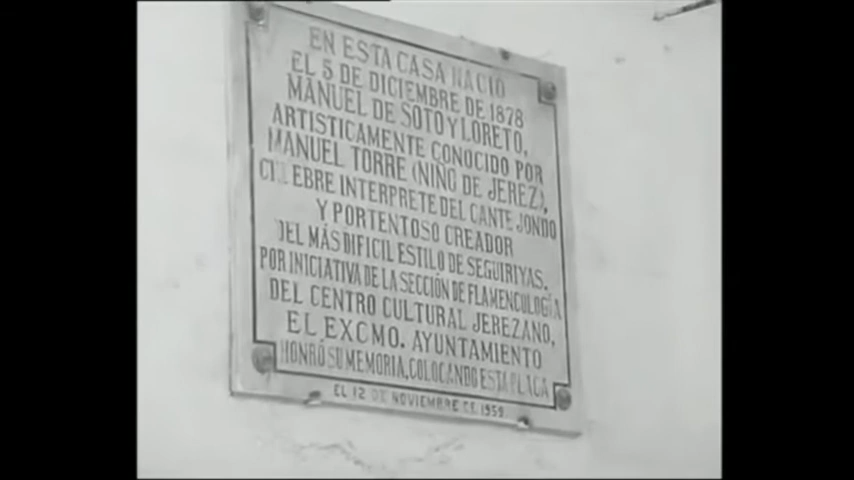 EN ESTA CASA NACIO
EL 5 DE DICIEMBRE DE 1878
MANUEL DE SOTO Y LORETO,
ARTISTICAMENTE CONOCIDO POR
MANUEL TORRE (NIÑO DE JEREZ),
CELEBRE INTERPRETE DEL CANTE JONDO
Y PORTENTOSO CREADOR
DEL MÁS DIFICIL ESTILO DE SEGUIRIYAS.
POR INICIATIVA DE LA SECCIÓN DE FLAMENCOLOGÍA
DEL CENTRO CULTURAL JEREZANO,
EL EXCMO. AYUNTAMIENTO
HONRÓ SU MEMORIA, COLOCANDO ESTA PLACA
EL 12 DE NOVIEMBRE DE 1959.